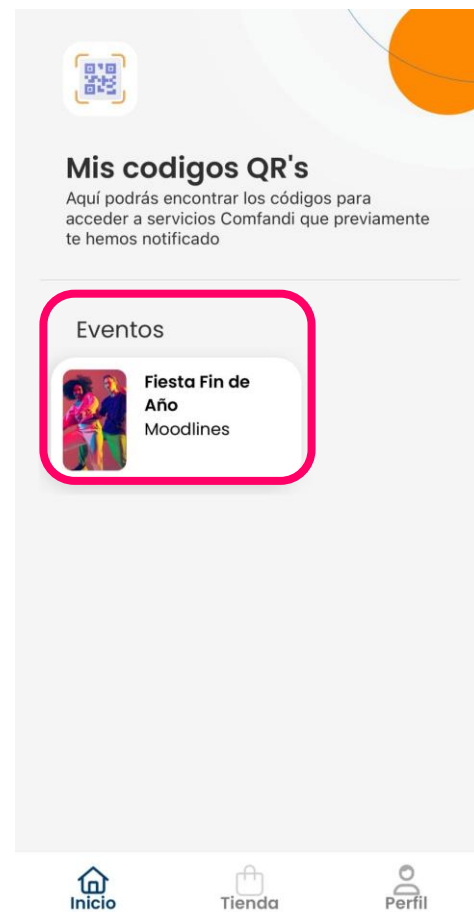 Mis codigos QR's
Aquí podrás encontrar los códigos para
acceder a servicios Comfandi que previamente
te hemos notificado
Eventos
Fiesta Fin de
Año
Moodlines
Inicio
Tienda
Perfil